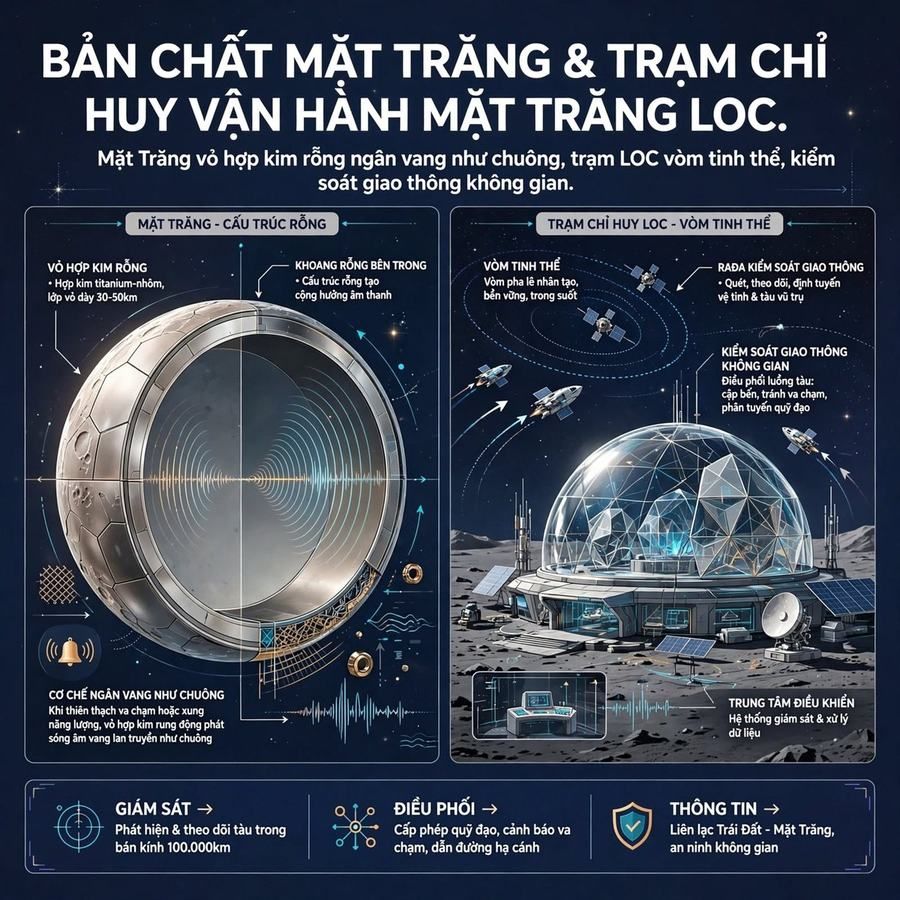 BẢN CHẤT MẶT TRĂNG & TRẠM CHỈ
HUY VẬN HÀNH MẶT TRĂNG LOC.
Mặt Trăng vỏ hợp kim rỗng ngân vang như chuông, trạm LOC vòm tinh thể, kiểm
soát giao thông không gian.
MẶT TRĂNG - CẤU TRÚC RỖNG
VỎ HỢP KIM RỖNG
• Hợp kim titanium-nhôm,
lớp vỏ dày 30-50km
KHOANG RỖNG BÊN TRONG
• Cấu trúc rỗng tạo
cộng hưởng âm thanh
CƠ CHẾ NGÂN VANG NHƯ CHUÔNG
Khi thiên thạch va chạm hoặc xung
năng lượng, vỏ hợp kim rung động phát
sóng âm vang lan truyền như chuông
TRẠM CHỈ HUY LOC - VÒM TINH THỂ
VÒM TINH THỂ
Vòm pha lê nhân tạo,
bền vững, trong suốt
RAĐA KIỂM SOÁT GIAO THÔNG
• Quét, theo dõi, định tuyến
vệ tinh & tàu vũ trụ
KIỂM SOÁT GIAO THÔNG
KHÔNG GIAN
Điều phối luồng tàu:
cập bến, tránh va chạm,
phân tuyến quỹ đạo
TRUNG TÂM ĐIỀU KHIỂN
Hệ thống giám sát & xử lý
dữ liệu
GIÁM SÁT →
Phát hiện & theo dõi tàu trong
bán kính 100.000km
ĐIỀU PHỐI →
Cấp phép quỹ đạo, cảnh báo va
chạm, dẫn đường hạ cánh
THÔNG TIN →
Liên lạc Trái Đất - Mặt Trăng,
an ninh không gian